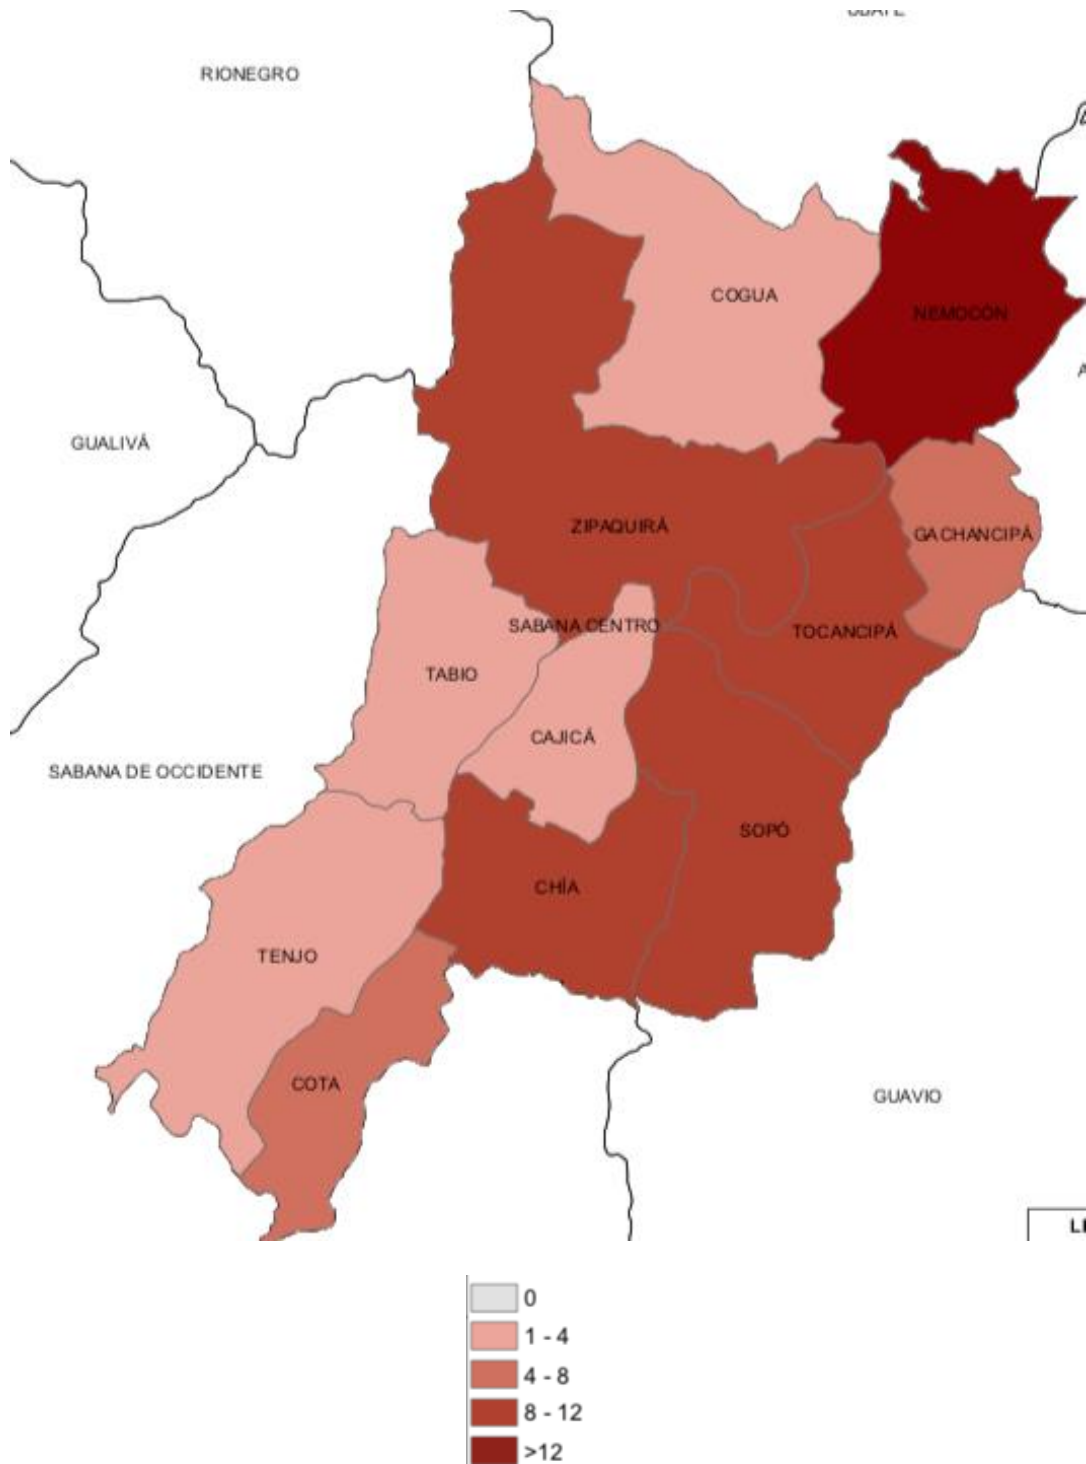 RIONEGRO
COGUA
NEMOCÓN
GUALIVÁ
ZIPAQUIRÁ
GACHANCIPÁ
SABANA CENTRO
TOCANCIPÁ
TABIO
CAJICÁ
SABANA DE OCCIDENTE
SOPÓ
CHÍA
TENJO
COTA
GUAVIO
0
1 - 4
4 - 8
8 - 12
>12